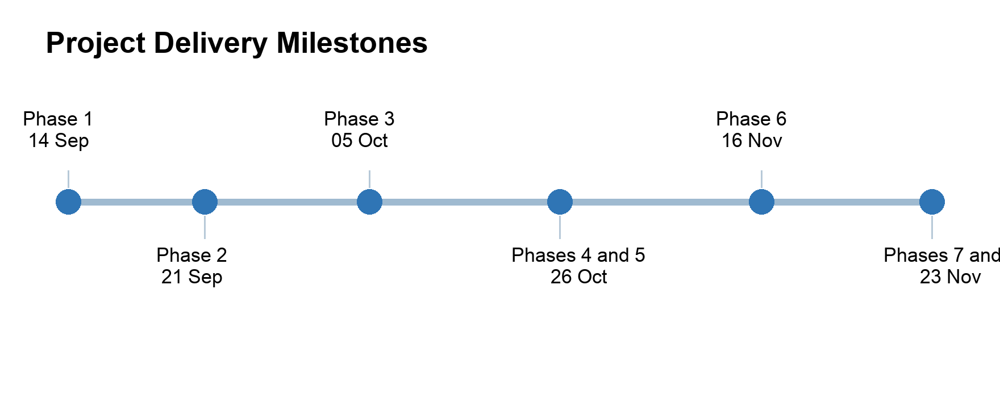 Project Delivery Milestones
Phase 1
14 Sep
Phase 2
21 Sep
Phase 3
05 Oct
Phases 4 and 5
26 Oct
Phase 6
16 Nov
Phases 7 and
23 Nov